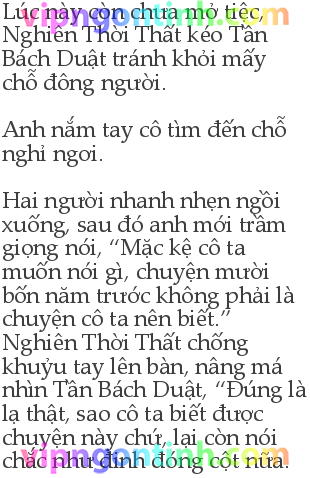 Lúc này còn chưa mở tiệc,
vipngontinh.com
Nghiên Thời Thất kéo Tần
Bách Duật tránh khỏi mấy
chỗ đông người.
Anh nắm tay cô tìm đến chỗ
nghỉ ngơi.
Hai người nhanh nhẹn ngồi
xuống, sau đó anh mới trầm
giọng nói, “Mặc kệ cô ta
muốn nói gì, chuyện mười
bốn năm trước không phải là
chuyện cô ta nên biết.”
Nghiên Thời Thất chống
khuỷu tay lên bàn, nâng má
nhìn Tần Bách Duật, “Đúng là
lạ thật, sao cô ta biết được
chuyện này chứ, lại còn nói
vipngontinh.com
chắc như đinh đóng cột nữa.